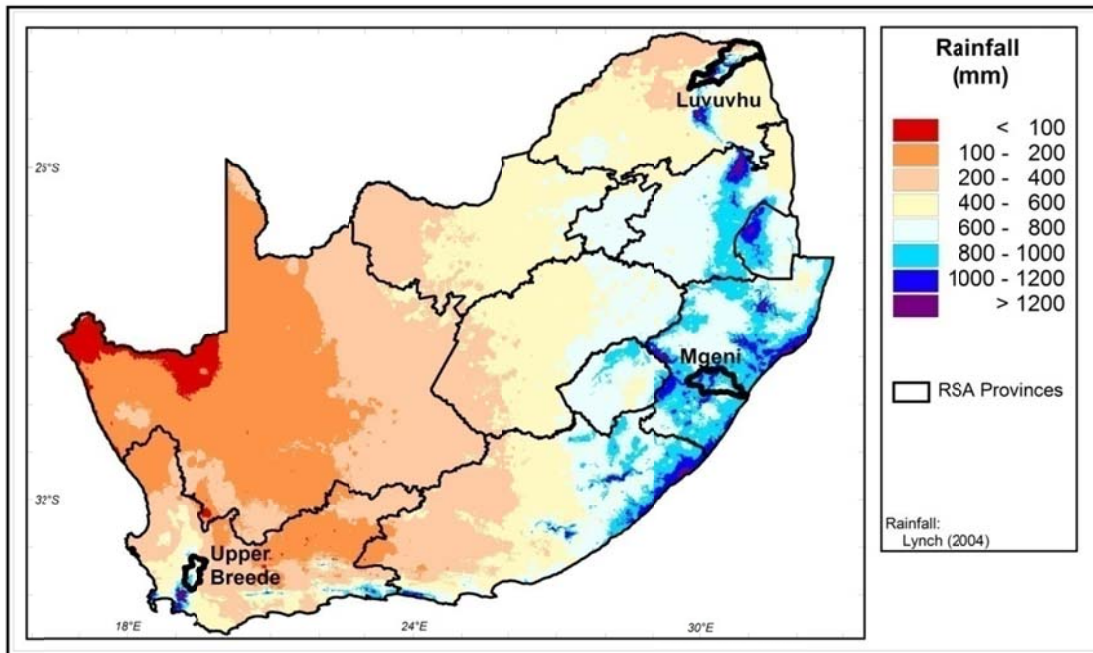 Luvuvhu
25°S
Mgeni
32°S
Upper
Breede
18°E
24°E
30°E
Rainfall
(mm)
< 100
100 - 200
200 - 400
400 - 600
600 - 800
800 - 1000
1000 - 1200
> 1200
RSA Provinces
Rainfall:
Lynch (2004)